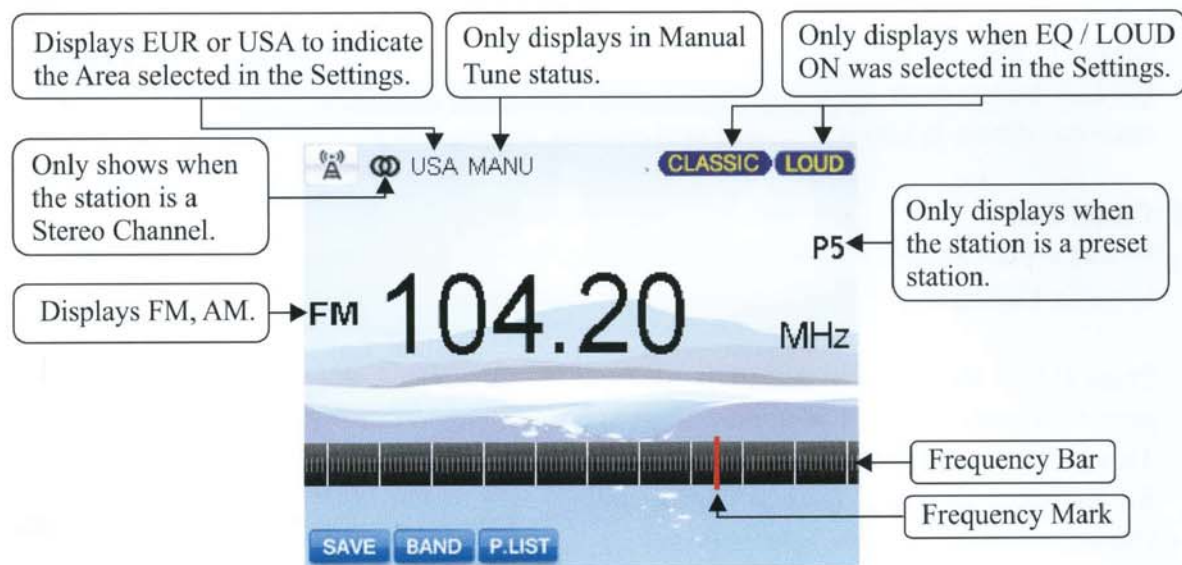 Displays EUR or USA to indicate
the Area selected in the Settings.
Only displays in Manual
Tune status.
Only displays when EQ / LOUD
ON was selected in the Settings.
Only shows when
the station is a
Stereo Channel.
USA MANU
CLASSIC LOUD
Only displays when
the station is a preset
station.
P5
Displays FM, AM.
FM 104.20 MHz
Frequency Bar
Frequency Mark
SAVE BAND P.LIST